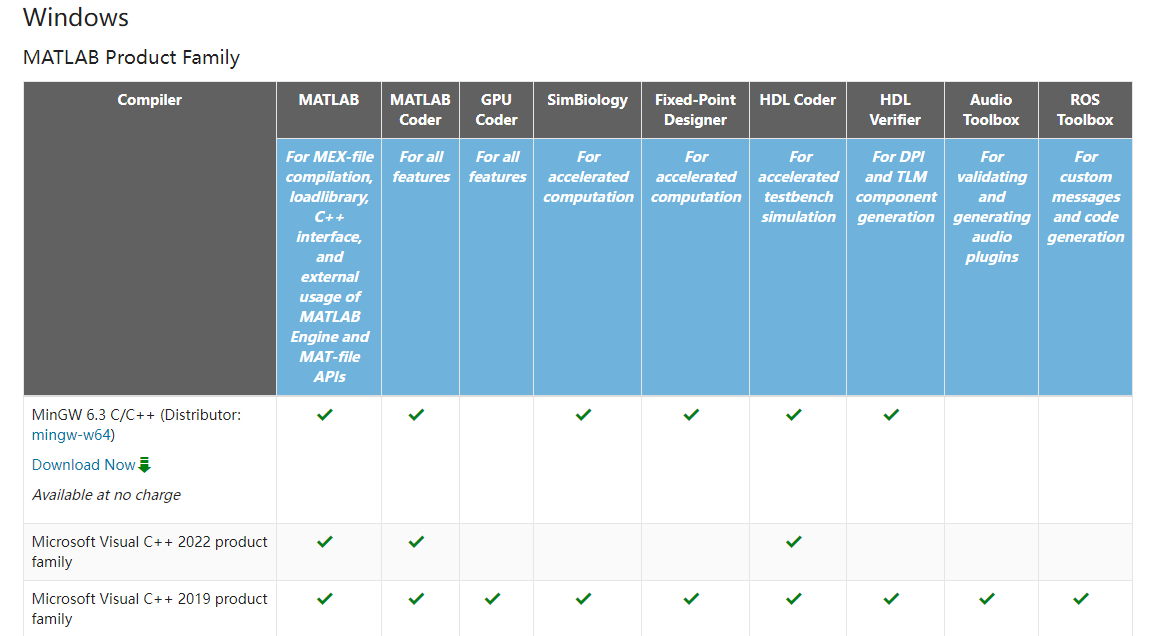 Windows
MATLAB Product Family
Compiler
MATLAB
MATLAB
Coder
GPU
Coder
SimBiology
Fixed-Point
Designer
HDL Coder
HDL
Verifier
Audio
Toolbox
ROS
Toolbox
For MEX-file
compilation,
loadlibrary,
C++
interface,
and
external
usage of
MATLAB
Engine and
MAT-file
APIs
For all
features
For all
features
For
accelerated
computation
For
accelerated
computation
For
accelerated
testbench
simulation
For DPI
and TLM
component
generation
For
validating
and
generating
audio
plugins
For
custom
messages
and code
generation
MinGW 6.3 C/C++ (Distributor:
mingw-w64)
Download Now
Available at no charge
Microsoft Visual C++ 2022 product
family
Microsoft Visual C++ 2019 product
family